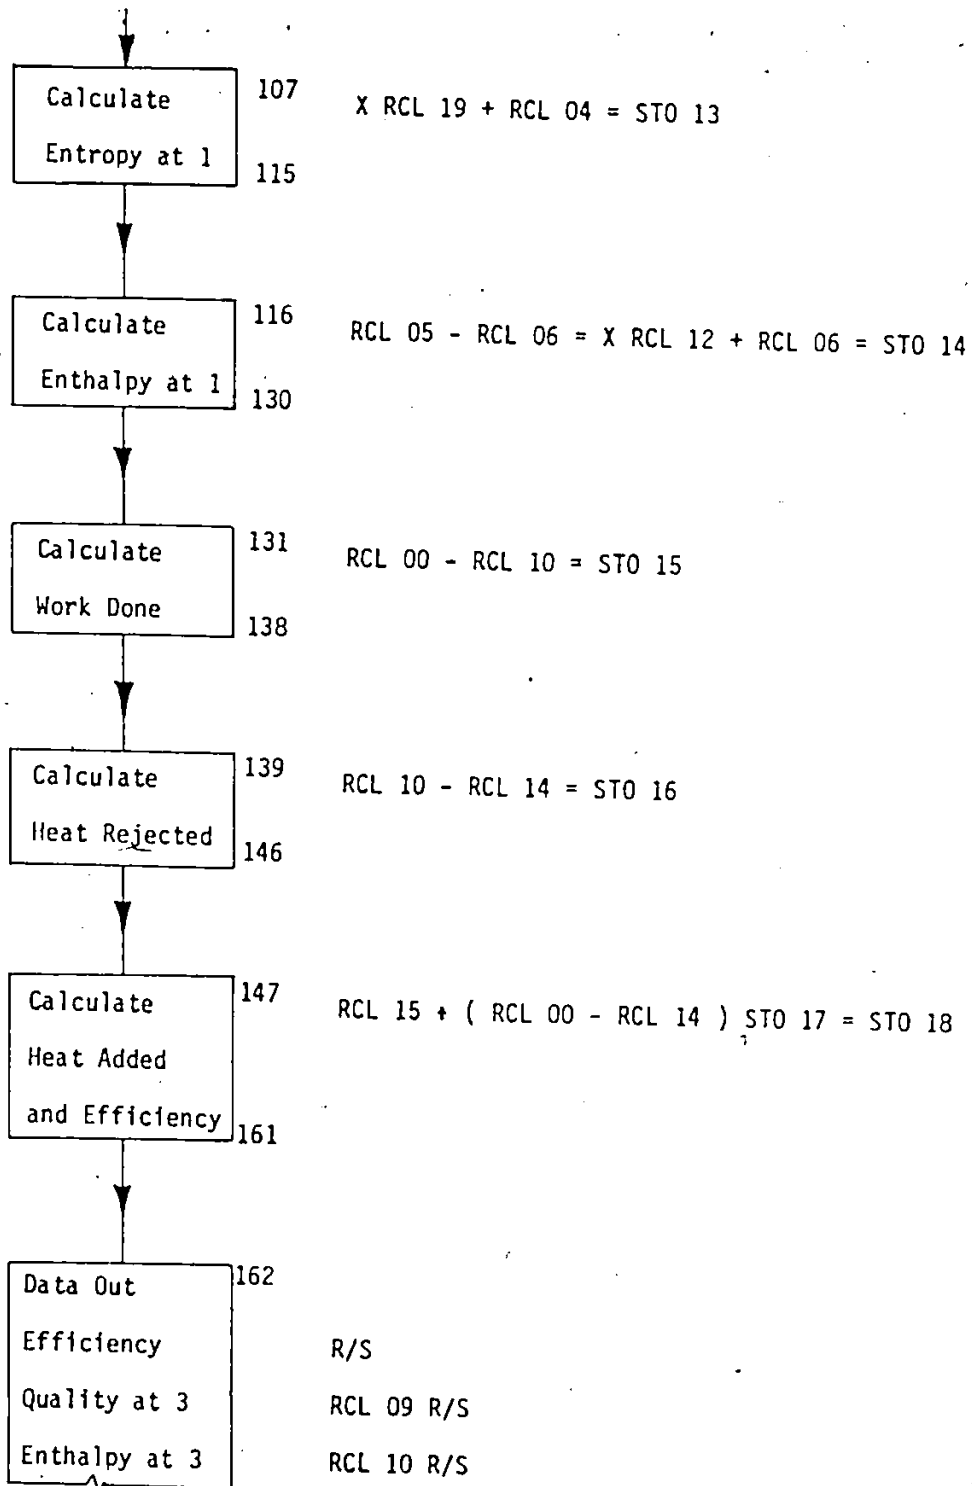 Calculate
Entropy at 1
107
115
X RCL 19 + RCL 04 = STO 13
Calculate
Enthalpy at 1
116
130
RCL 05 - RCL 06 = X RCL 12 + RCL 06 = STO 14
Calculate
Work Done
131
138
RCL 00 - RCL 10 = STO 15
Calculate
Heat Rejected
139
146
RCL 10 - RCL 14 = STO 16
Calculate
Heat Added
and Efficiency
147
161
RCL 15 + ( RCL 00 - RCL 14 ) STO 17 = STO 18
Data Out
162
Efficiency
R/S
Quality at 3
RCL 09 R/S
Enthalpy at 3
RCL 10 R/S